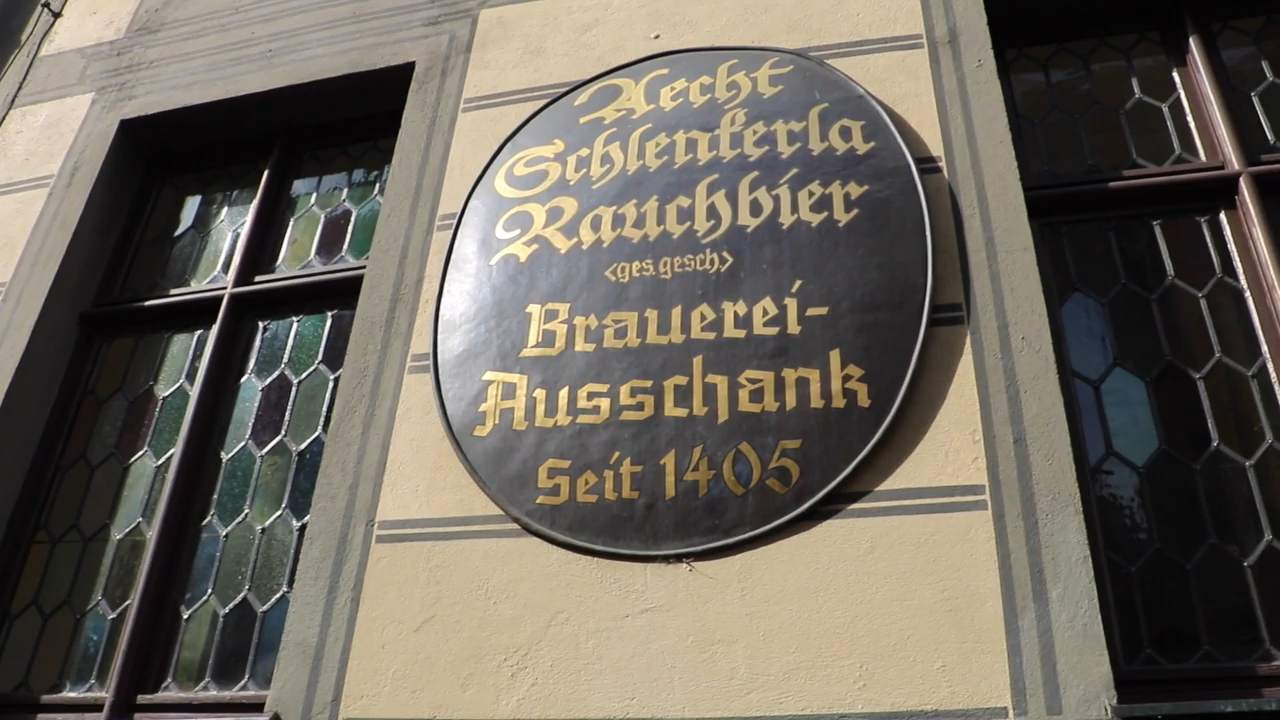 Aecht
Schlenkerla
Rauchbier
<ges. gesch.>
Brauerei-
Ausschank
Seit 1405